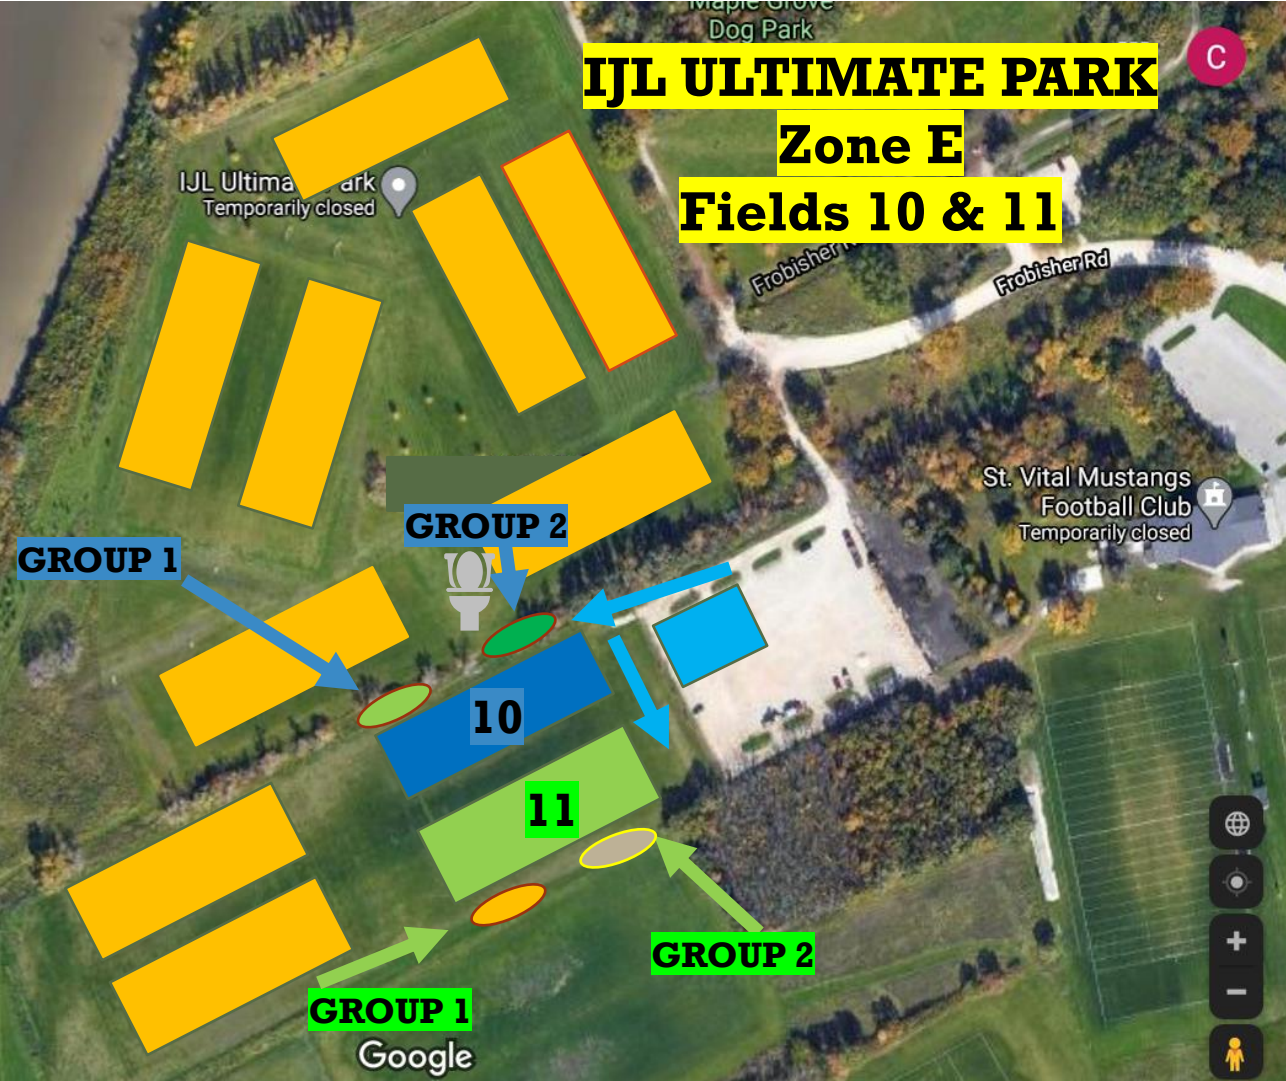 Maple Grove
Dog Park
IJL ULTIMATE PARK
Zone E
Fields 10 & 11
C
IJL Ultima ark
Temporarily closed
Frobisher
Frobisher Rd
St. Vital Mustangs
Football Club
Temporarily closed
GROUP 2
GROUP 1
10
11
GROUP 2
GROUP 1
Google